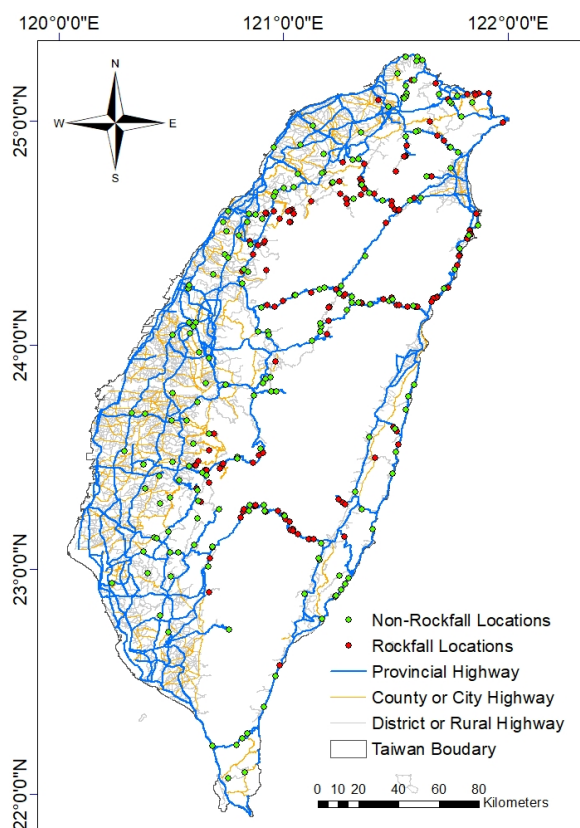 120°0'0"E 121°0'0"E 122°0'0"E
N
W E
S
25°0'0"N
24°0'0"N
23°0'0"N
22°0'0"N
Non-Rockfall Locations
Rockfall Locations
Provincial Highway
County or City Highway
District or Rural Highway
Taiwan Boudary
0 10 20 40 60 80
Kilometers